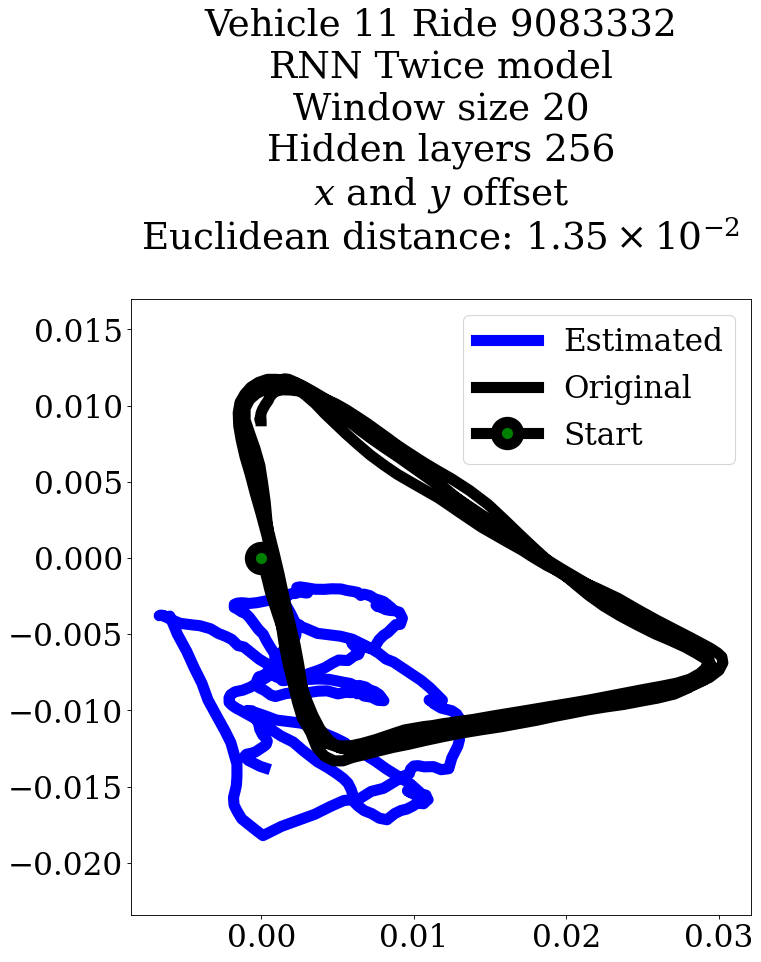 Vehicle 11 Ride 9083332
RNN Twice model
Window size 20
Hidden layers 256
x and y offset
Euclidean distance: 1.35 × 10⁻²
Estimated
Original
Start
0.015
0.010
0.005
0.000
−0.005
−0.010
−0.015
−0.020
0.00 0.01 0.02 0.03